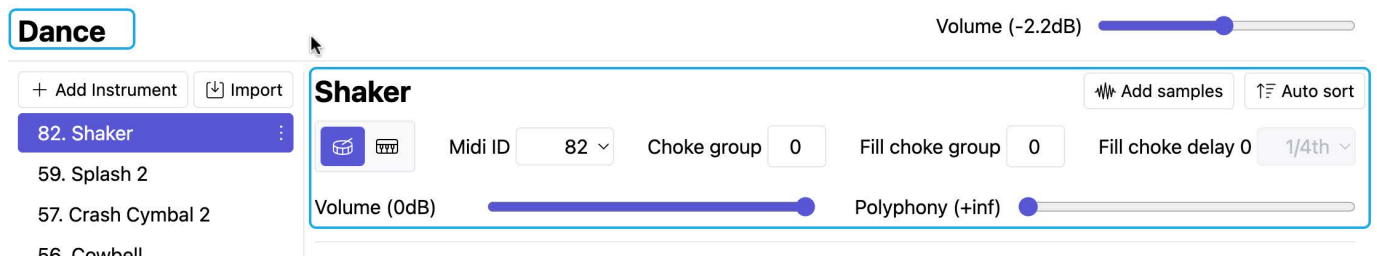 Dance
Volume (-2.2dB)
+ Add Instrument
Import
82. Shaker
59. Splash 2
57. Crash Cymbal 2
56. Cowbell
Shaker
Add samples
Auto sort
Midi ID 82
Choke group 0
Fill choke group 0
Fill choke delay 0 1/4th
Volume (0dB)
Polyphony (+inf)